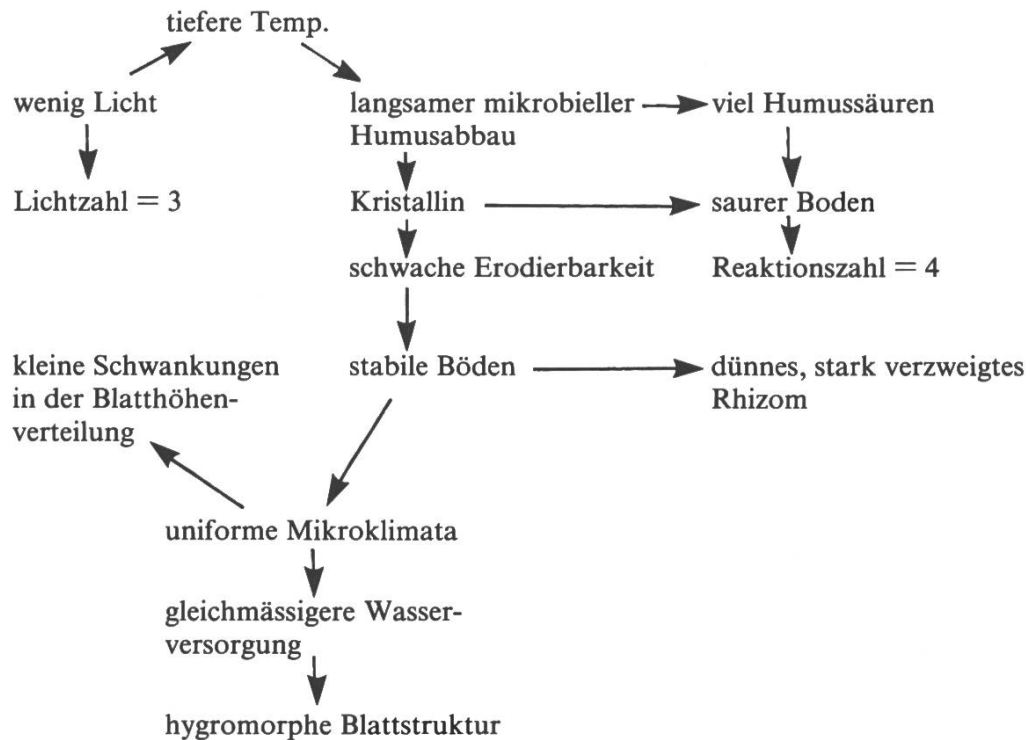 tiefere Temp.
wenig Licht
langsamer mikrobieller
Humusabbau
viel Humussäuren
Lichtzahl = 3
Kristallin
saurer Boden
schwache Erodierbarkeit
Reaktionszahl = 4
kleine Schwankungen
in der Blatthöhen-
verteilung
stabile Böden
dünnes, stark verzweigtes
Rhizom
uniforme Mikroklimata
gleichmässigere Wasser-
versorgung
hygromorphe Blattstruktur